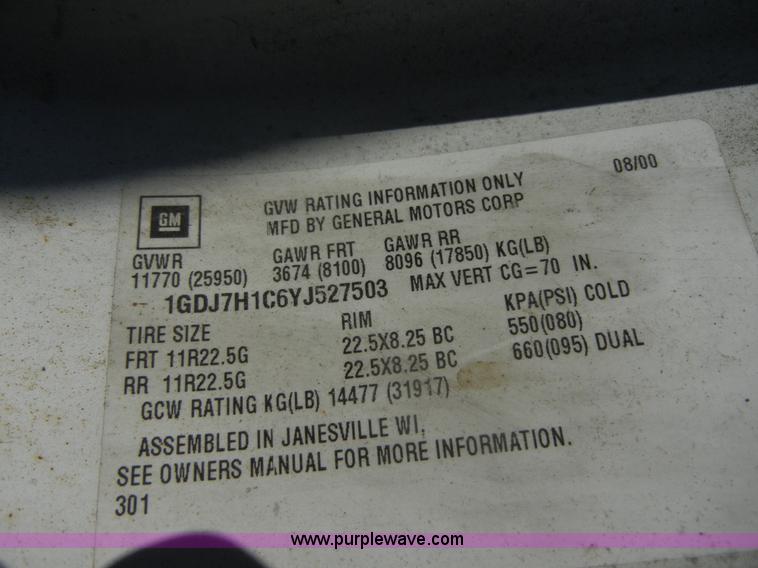 08/00
GM
GVW RATING INFORMATION ONLY
MFD BY GENERAL MOTORS CORP
GVWR GAWR FRT GAWR RR
11770 (25950) 3674 (8100) 8096 (17850) KG(LB)
1GDJ7H1C6YJ527503 MAX VERT CG=70 IN.
TIRE SIZE RIM KPA(PSI) COLD
FRT 11R22.5G 22.5X8.25 BC 550(080)
RR 11R22.5G 22.5X8.25 BC 660(095) DUAL
GCW RATING KG(LB) 14477 (31917)
ASSEMBLED IN JANESVILLE WI,
SEE OWNERS MANUAL FOR MORE INFORMATION.
301
www.purplewave.com